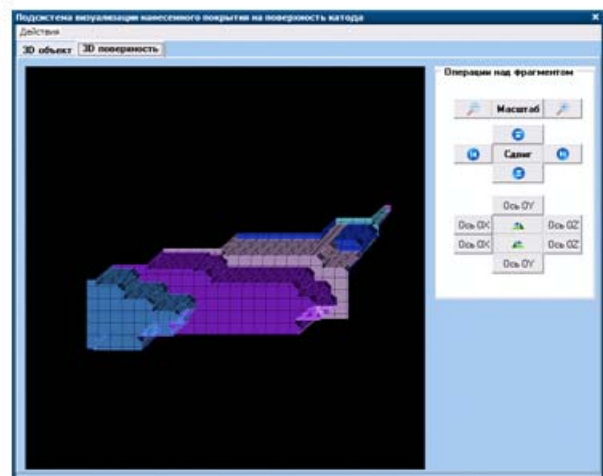 Подсистема визуализации нанесенного покрытия на поверхность катода
Действия
3D объект 3D поверхность
Операции над фрагментом
Масштаб
Сдвиг
Ось OY
Ось OX Ось OZ
Ось OX Ось OZ
Ось OY